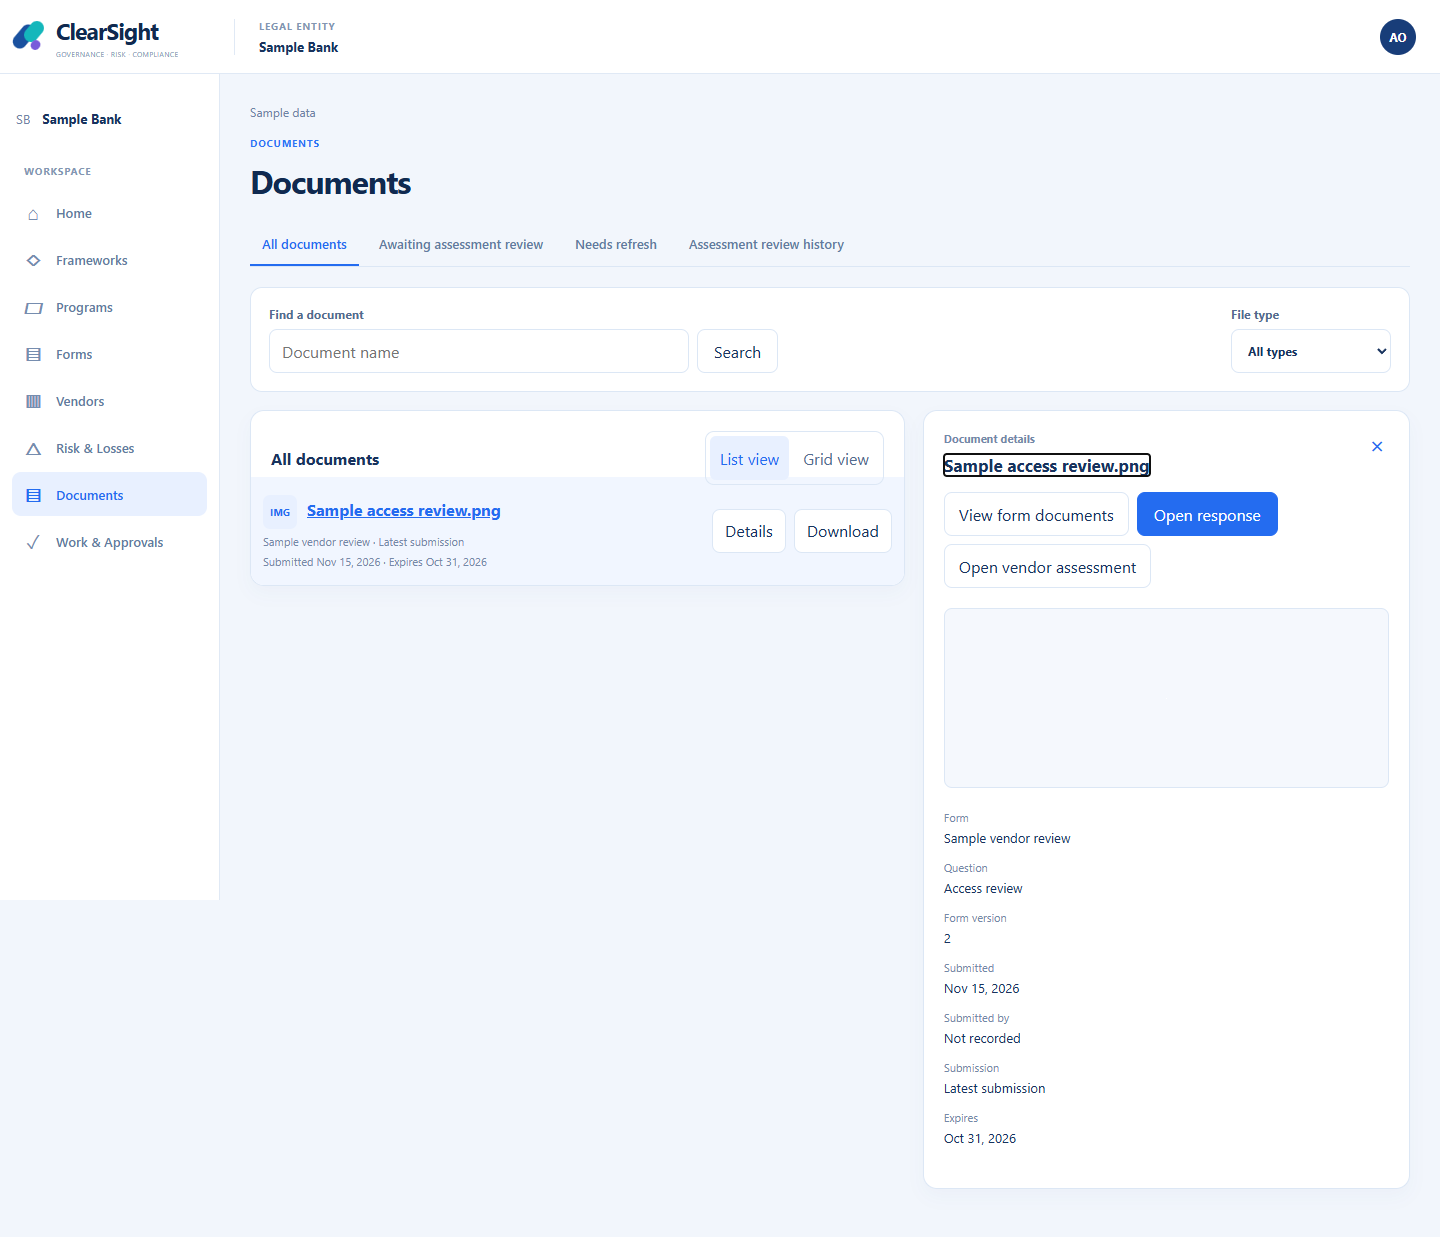 ClearSight
GOVERNANCE · RISK · COMPLIANCE
LEGAL ENTITY
Sample Bank
AO
SB Sample Bank
WORKSPACE
Home
Frameworks
Programs
Forms
Vendors
Risk & Losses
Documents
Work & Approvals
Sample data
DOCUMENTS
Documents
All documents
Awaiting assessment review
Needs refresh
Assessment review history
Find a document
Document name
Search
File type
All types
All documents
List view
Grid view
IMG
Sample access review.png
Sample vendor review · Latest submission
Submitted Nov 15, 2026 · Expires Oct 31, 2026
Details
Download
Document details
Sample access review.png
View form documents
Open response
Open vendor assessment
Form
Sample vendor review
Question
Access review
Form version
2
Submitted
Nov 15, 2026
Submitted by
Not recorded
Submission
Latest submission
Expires
Oct 31, 2026